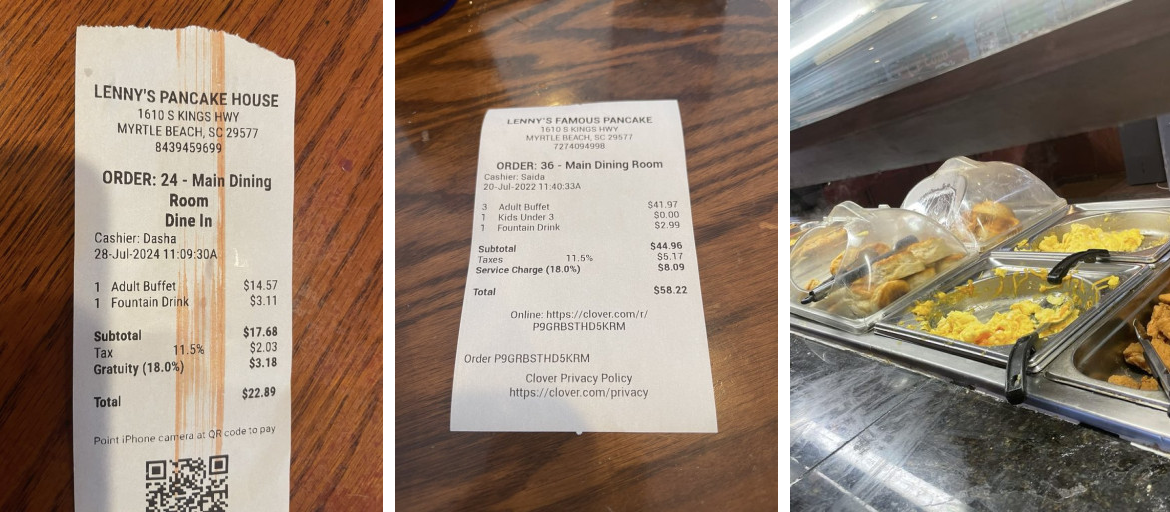 LENNY'S PANCAKE HOUSE
1610 S KINGS HWY
MYRTLE BEACH, SC 29577
8439459699
ORDER: 24 - Main Dining
Room
Dine In
Cashier: Dasha
28-Jul-2024 11:09:30A
1 Adult Buffet $14.57
1 Fountain Drink $3.11
Subtotal $17.68
Tax 11.5% $2.03
Gratuity (18.0%) $3.18
Total $22.89
Point iPhone camera at QR code to pay
LENNY'S FAMOUS PANCAKE
1610 S KINGS HWY
MYRTLE BEACH, SC 29577
7274094998
ORDER: 36 - Main Dining Room
Cashier: Saida
20-Jul-2022 11:40:33A
3 Adult Buffet $41.97
1 Kids Under 3 $0.00
1 Fountain Drink $2.99
Subtotal $44.96
Taxes 11.5% $5.17
Service Charge (18.0%) $8.09
Total $58.22
Online: https://clover.com/r/
P9GRBSTHD5KRM
Order P9GRBSTHD5KRM
Clover Privacy Policy
https://clover.com/privacy